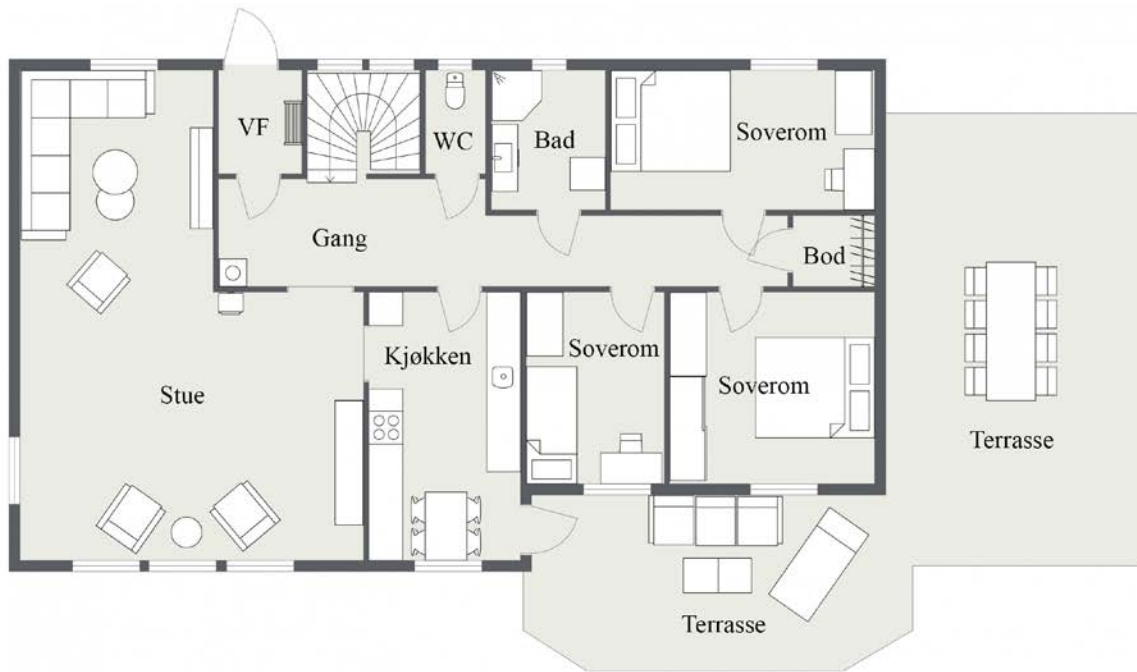 VF
WC
Bad
Soverom
Gang
Bod
Kjøkken
Soverom
Soverom
Stue
Terrasse
Terrasse